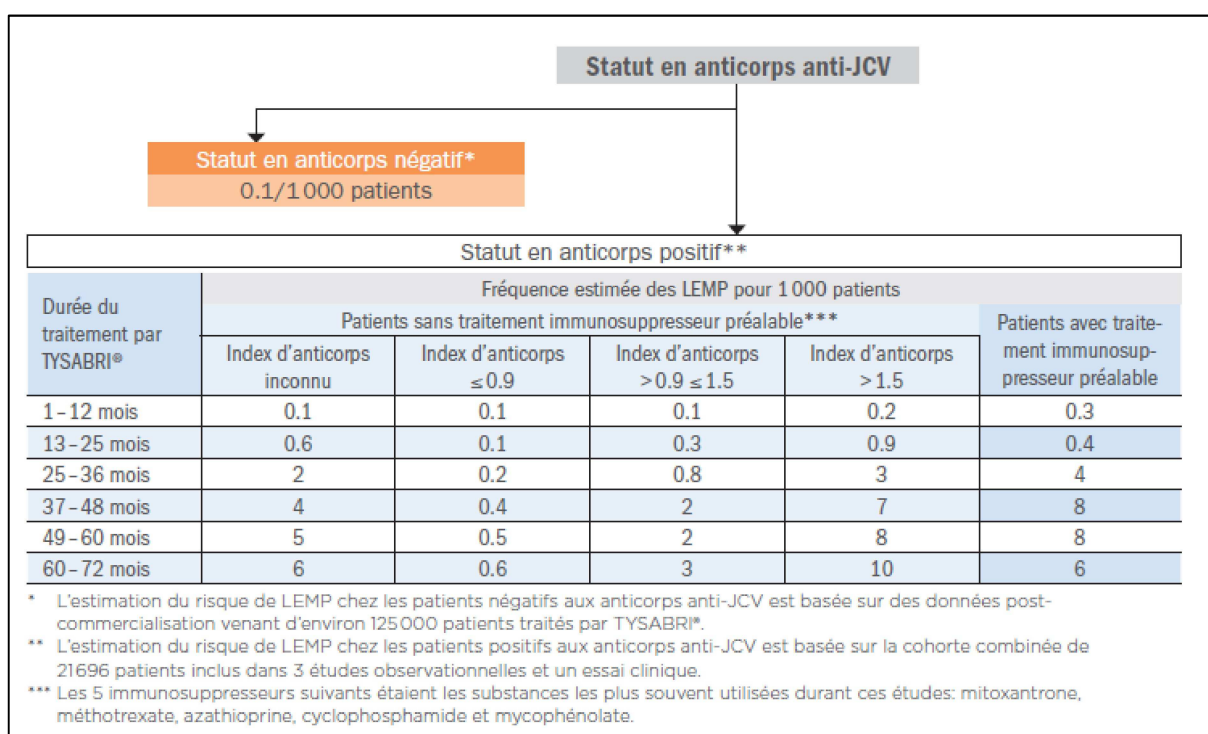 Statut en anticorps anti-JCV
Statut en anticorps négatif*
0.1/1 000 patients
Statut en anticorps positif**
Durée du traitement par TYSABRI®
Fréquence estimée des LEMP pour 1 000 patients
Patients sans traitement immunosuppresseur préalable***
Patients avec traite-
ment immunosup-
presseur préalable
Index d'anticorps inconnu
Index d'anticorps ≤ 0.9
Index d'anticorps > 0.9 ≤ 1.5
Index d'anticorps > 1.5
1 – 12 mois 0.1 0.1 0.1 0.2 0.3
13 – 25 mois 0.6 0.1 0.3 0.9 0.4
25 – 36 mois 2 0.2 0.8 3 4
37 – 48 mois 4 0.4 2 7 8
49 – 60 mois 5 0.5 2 8 8
60 – 72 mois 6 0.6 3 10 6
* L'estimation du risque de LEMP chez les patients négatifs aux anticorps anti-JCV est basée sur des données post-
commercialisation venant d'environ 125 000 patients traités par TYSABRI®.
** L'estimation du risque de LEMP chez les patients positifs aux anticorps anti-JCV est basée sur la cohorte combinée de
21 696 patients inclus dans 3 études observationnelles et un essai clinique.
*** Les 5 immunosuppresseurs suivants étaient les substances les plus souvent utilisées durant ces études: mitoxantrone,
méthotrexate, azathioprine, cyclophosphamide et mycophénolate.